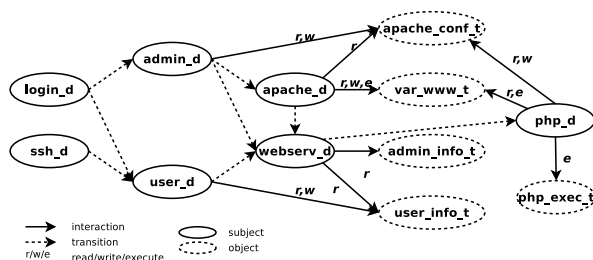 apache_conf_t
r,w
admin_d
r
r,w
login_d
apache_d
r,w,e
var_www_t
r,e
php_d
ssh_d
webserv_d
admin_info_t
e
user_d
r
r,w
r
php_exec_t
user_info_t
interaction
subject
transition
object
r/w/e
read/write/execute